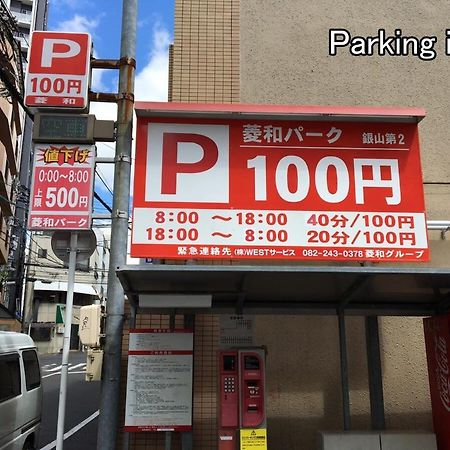 Parking i
P
100円
菱和
値下げ
0:00～8:00
上限500円
菱和パーク
P
菱和パーク 銀山第2
100円
8:00 ～18:00 40分/100円
18:00 ～ 8:00 20分/100円
緊急連絡先 (株)WESTサービス 082-243-0378 菱和グループ
Coca-Cola